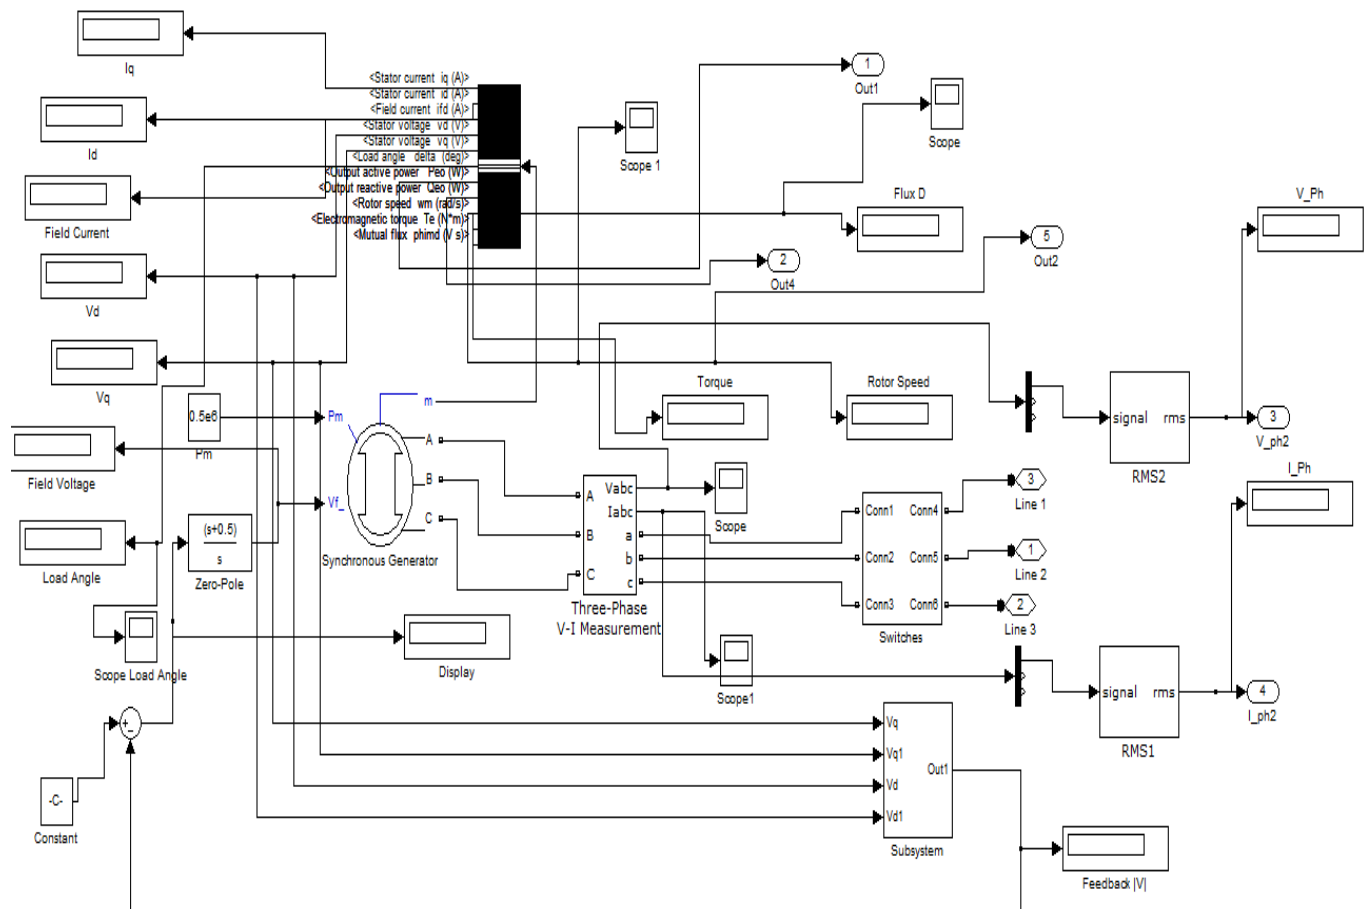 Iq
<Stator current iq (A)>
<Stator current id (A)>
<Field current ifd (A)>
<Stator voltage vd (V)>
<Stator voltage vq (V)>
<Load angle delta (deg)>
<Output active power Peo (W)>
<Output reactive power Qeo (W)>
<Rotor speed wm (rad/s)>
<Electromagnetic torque Te (N*m)>
<Mutual flux phimd (V s)>
1
Out1
Scope
Scope 1
Id
Field Current
Flux D
V_Ph
5
Out2
2
Out4
Vd
Vq
0.5e6
Pm
Pm
m
Vf_
A
B
C
Synchronous Generator
Field Voltage
Load Angle
(s+0.5)
s
Zero-Pole
Scope Load Angle
Display
Torque
Rotor Speed
signal rms
RMS2
3
V_ph2
I_Ph
A
B
C
Vabc
Iabc
a
b
c
Three-Phase
V-I Measurement
Scope
Conn1 Conn4
Conn2 Conn5
Conn3 Conn6
Switches
3
Line 1
1
Line 2
2
Line 3
Scope1
signal rms
RMS1
4
I_ph2
+
-
-C-
Constant
Vq
Vq1
Vd
Vd1
Out1
Subsystem
Feedback |V|